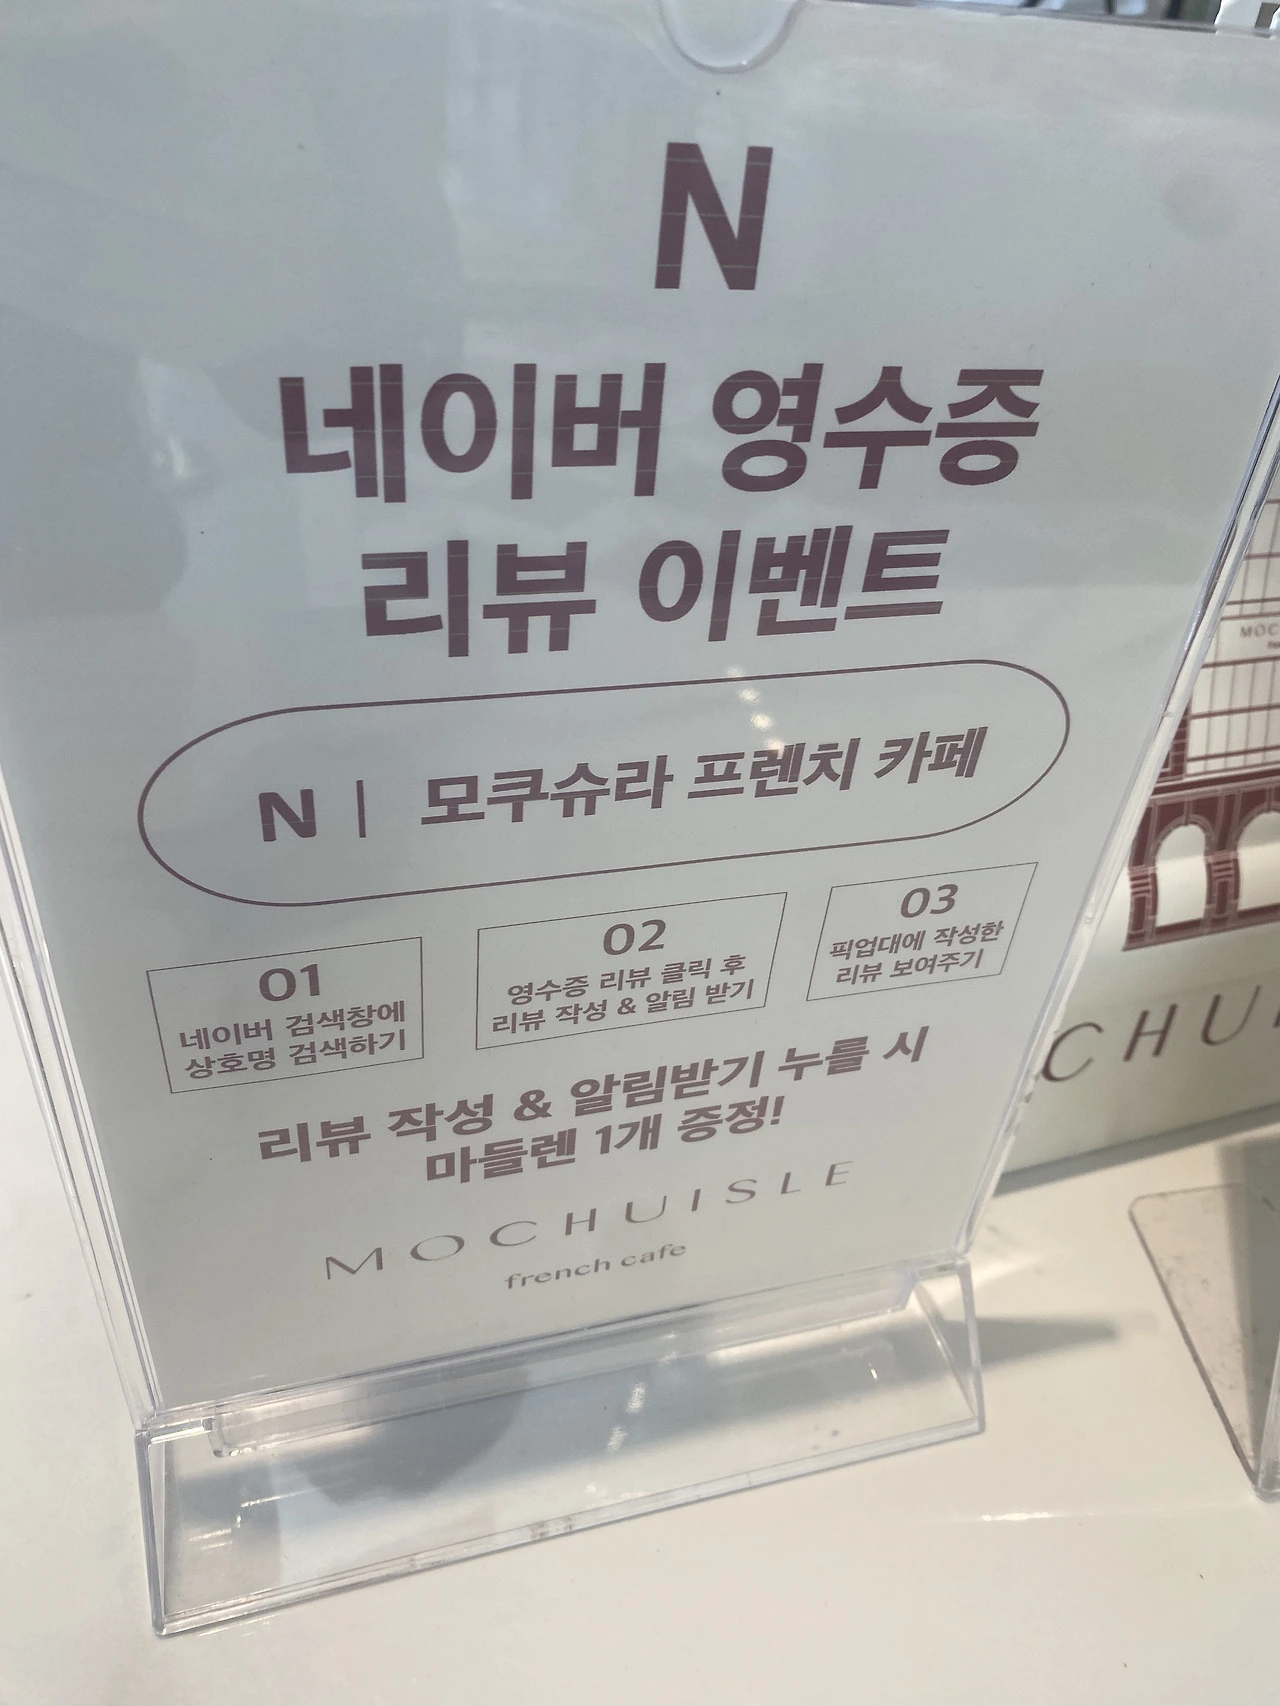 N
네이버 영수증
리뷰 이벤트
N | 모쿠슈라 프렌치 카페
01
네이버 검색창에
상호명 검색하기
02
영수증 리뷰 클릭 후
리뷰 작성 & 알림 받기
03
픽업대에 작성한
리뷰 보여주기
리뷰 작성 & 알림받기 누를 시
마들렌 1개 증정!
MOCHUISLE
french cafe
MOC
CHU